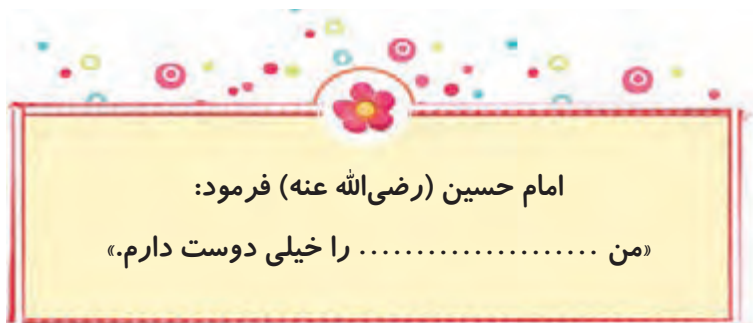 امام حسین (رضی‌الله عنه) فرمود:
«من ..................... را خیلی دوست دارم.»